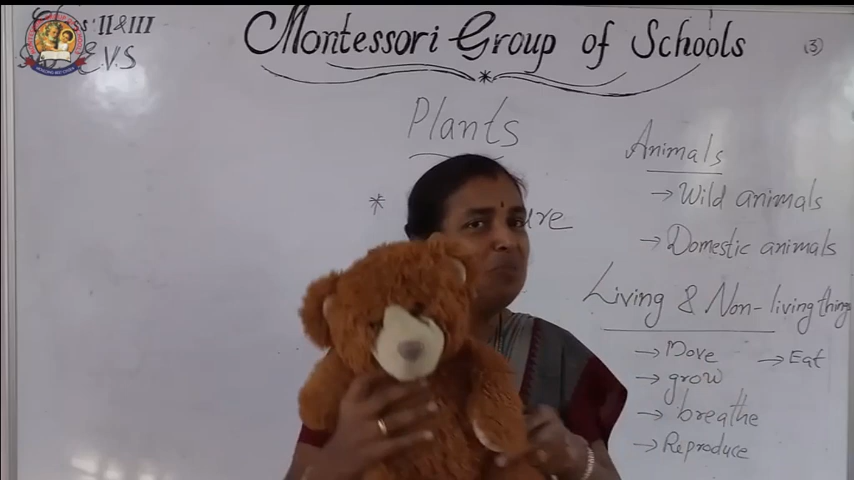 Class II & III
E.V.S
Montessori Group of Schools
3
Plants
* ure
Animals
→ Wild animals
→ Domestic animals
Living & Non-living things
→ Move → Eat
→ grow
→ breathe
→ Reproduce